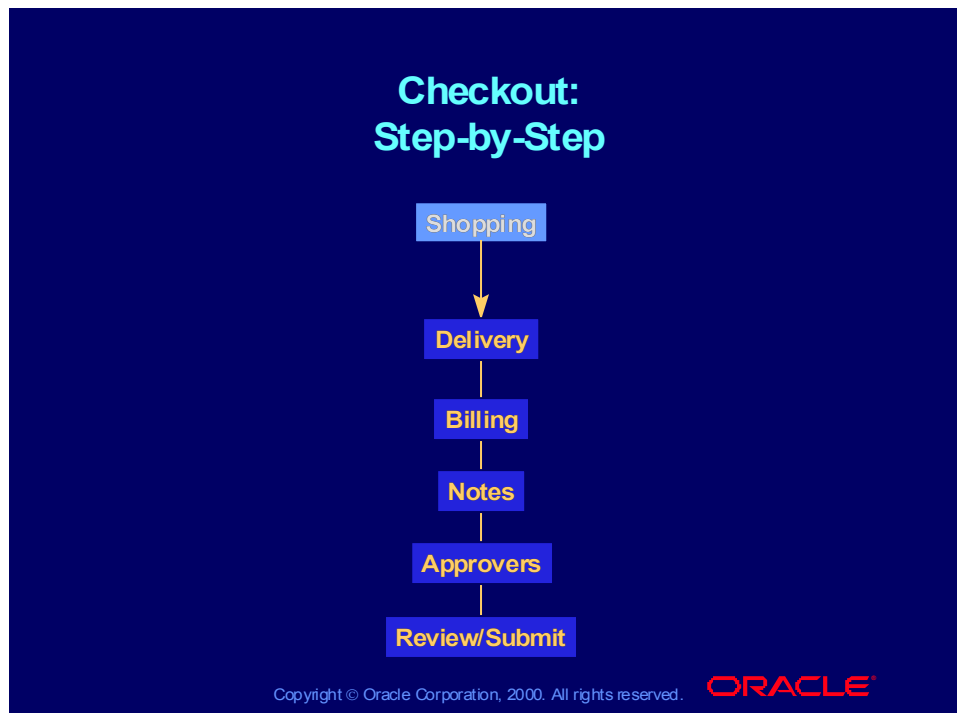 Checkout:
Step-by-Step
Shopping
Delivery
Billing
Notes
Approvers
Review/Submit
Copyright © Oracle Corporation, 2000. All rights reserved.
ORACLE®